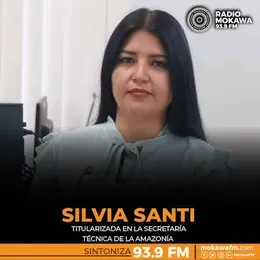 RADIO
MOKAWA
93.9 FM
SILVIA SANTI
TITULARIZADA EN LA SECRETARÍA
TÉCNICA DE LA AMAZONÍA
SINTONIZA 93.9 FM
mokawafm.com